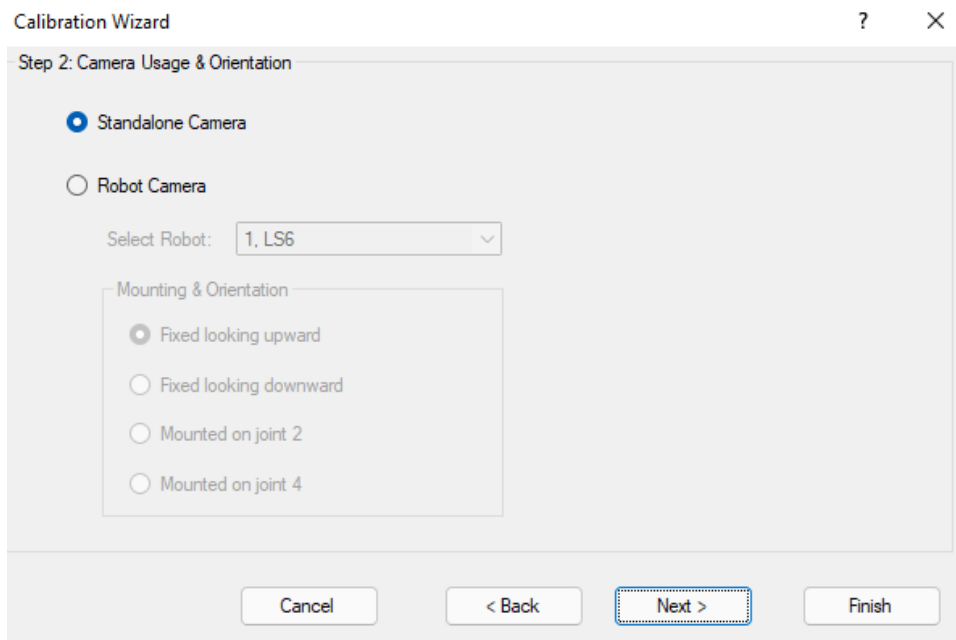 Calibration Wizard
?
Step 2: Camera Usage & Orientation
Standalone Camera
Robot Camera
Select Robot: 1, LS6
Mounting & Orientation
Fixed looking upward
Fixed looking downward
Mounted on joint 2
Mounted on joint 4
Cancel < Back Next > Finish